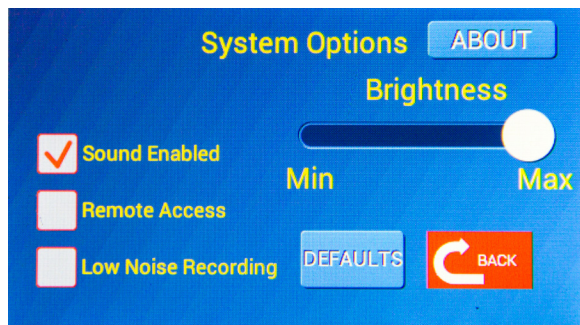 System Options
ABOUT
Brightness
Sound Enabled
Min
Max
Remote Access
Low Noise Recording
DEFAULTS
BACK